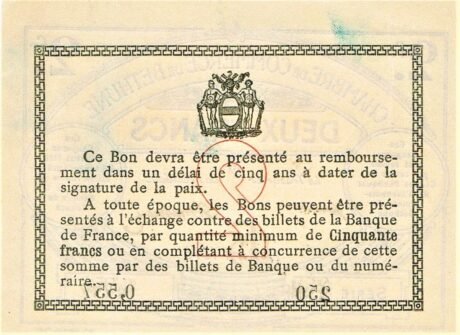 Ce Bon devra être présenté au rembourse-
ment dans un délai de cinq ans à dater de la
signature de la paix.
A toute époque, les Bons peuvent être pré-
sentés à l'échange contre des billets de la Banque
de France, par quantité minimum de Cinquante
francs ou en complétant à concurrence de cette
somme par des billets de Banque ou du numé-
raire.
0,557 250